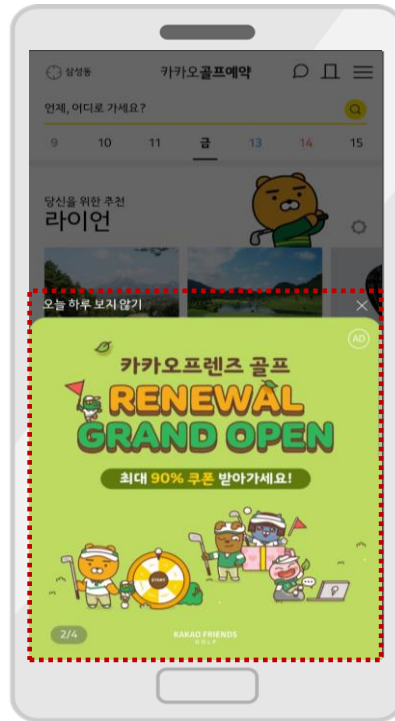 삼성동
카카오골프예약
언제, 어디로 가세요?
9 10 11 금 13 14 15
당신을 위한 추천
라이언
오늘 하루 보지 않기
AD
카카오프렌즈 골프
RENEWAL
GRAND OPEN
최대 90% 쿠폰 받아가세요!
START
2/4
KAKAO FRIENDS
GOLF